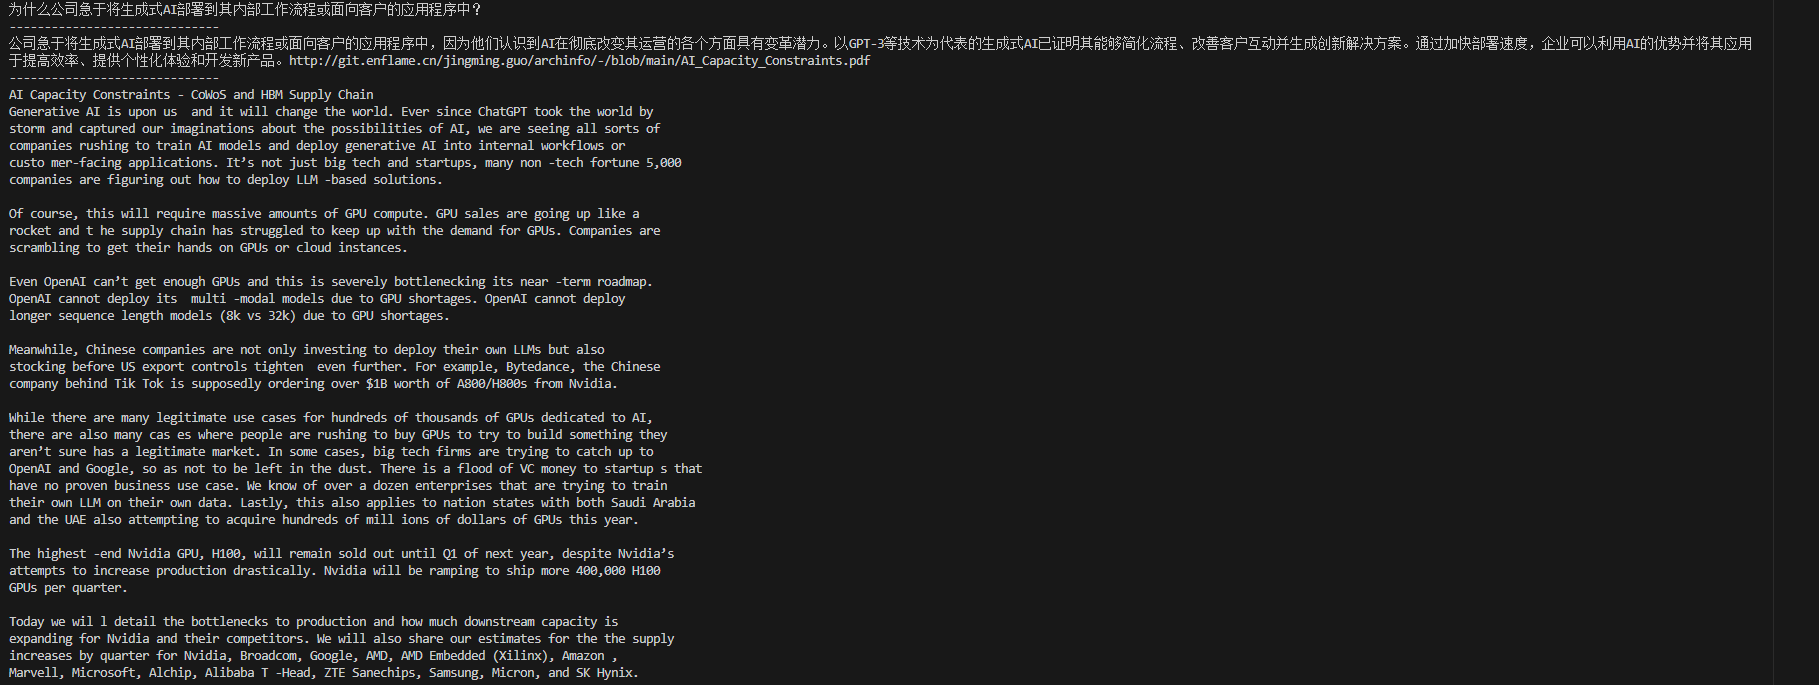 为什么公司急于将生成式AI部署到其内部工作流程或面向客户的应用程序中?
------------------------------
公司急于将生成式AI部署到其内部工作流程或面向客户的应用程序中，因为他们认识到AI在彻底改变其运营的各个方面具有变革潜力。以GPT-3等技术为代表的生成式AI已证明其能够简化流程、改善客户互动并生成创新解决方案。通过加快部署速度，企业可以利用AI的优势并将其应用
于提高效率、提供个性化体验和开发新产品。http://git.enflame.cn/jingming.guo/archinfo/-/blob/main/AI_Capacity_Constraints.pdf
------------------------------
AI Capacity Constraints - CoWoS and HBM Supply Chain
Generative AI is upon us  and it will change the world. Ever since ChatGPT took the world by
storm and captured our imaginations about the possibilities of AI, we are seeing all sorts of
companies rushing to train AI models and deploy generative AI into internal workflows or
custo mer-facing applications. It’s not just big tech and startups, many non -tech fortune 5,000
companies are figuring out how to deploy LLM -based solutions.

Of course, this will require massive amounts of GPU compute. GPU sales are going up like a
rocket and t he supply chain has struggled to keep up with the demand for GPUs. Companies are
scrambling to get their hands on GPUs or cloud instances.

Even OpenAI can’t get enough GPUs and this is severely bottlenecking its near -term roadmap.
OpenAI cannot deploy its  multi -modal models due to GPU shortages. OpenAI cannot deploy
longer sequence length models (8k vs 32k) due to GPU shortages.

Meanwhile, Chinese companies are not only investing to deploy their own LLMs but also
stocking before US export controls tighten  even further. For example, Bytedance, the Chinese
company behind Tik Tok is supposedly ordering over $1B worth of A800/H800s from Nvidia.

While there are many legitimate use cases for hundreds of thousands of GPUs dedicated to AI,
there are also many cas es where people are rushing to buy GPUs to try to build something they
aren’t sure has a legitimate market. In some cases, big tech firms are trying to catch up to
OpenAI and Google, so as not to be left in the dust. There is a flood of VC money to startup s that
have no proven business use case. We know of over a dozen enterprises that are trying to train
their own LLM on their own data. Lastly, this also applies to nation states with both Saudi Arabia
and the UAE also attempting to acquire hundreds of mill ions of dollars of GPUs this year.

The highest -end Nvidia GPU, H100, will remain sold out until Q1 of next year, despite Nvidia’s
attempts to increase production drastically. Nvidia will be ramping to ship more 400,000 H100
GPUs per quarter.

Today we wil l detail the bottlenecks to production and how much downstream capacity is
expanding for Nvidia and their competitors. We will also share our estimates for the the supply
increases by quarter for Nvidia, Broadcom, Google, AMD, AMD Embedded (Xilinx), Amazon ,
Marvell, Microsoft, Alchip, Alibaba T -Head, ZTE Sanechips, Samsung, Micron, and SK Hynix.